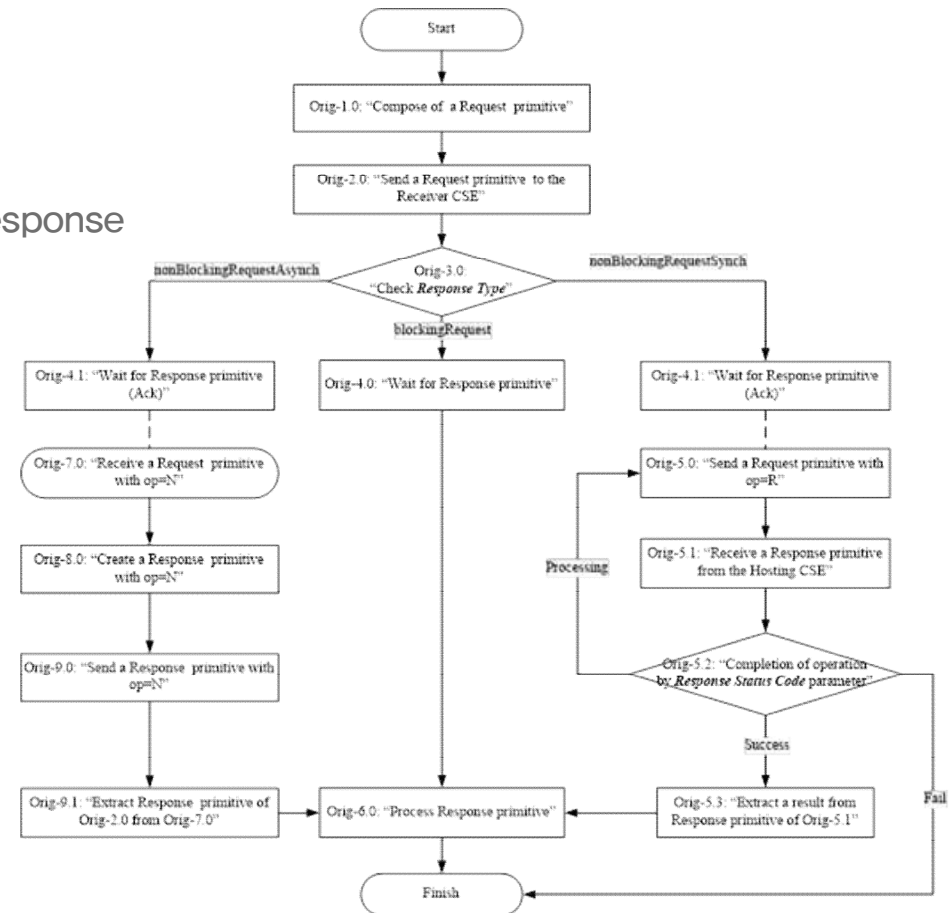 Start
Orig-1.0: “Compose of a Request primitive”
Orig-2.0: “Send a Request primitive to the
Receiver CSE”
esponse
nonBlockingRequestAsynch
Orig-3.0:
“Check Response Type”
nonBlockingRequestSynch
blockingRequest
Orig-4.1: “Wait for Response primitive
(Ack)”
Orig-4.0: “Wait for Response primitive”
Orig-4.1: “Wait for Response primitive
(Ack)”
Orig-7.0: “Receive a Request primitive
with op=N”
Orig-5.0: “Send a Request primitive with
op=R”
Orig-8.0: “Create a Response primitive
with op=N”
Processing
Orig-5.1: “Receive a Response primitive
from the Hosting CSE”
Orig-9.0: “Send a Response primitive with
op=N”
Orig-5.2: “Completion of operation
by Response Status Code parameter”
Success
Fail
Orig-9.1: “Extract Response primitive of
Orig-2.0 from Orig-7.0”
Orig-6.0: “Process Response primitive”
Orig-5.3: “Extract a result from
Response primitive of Orig-5.1”
Finish